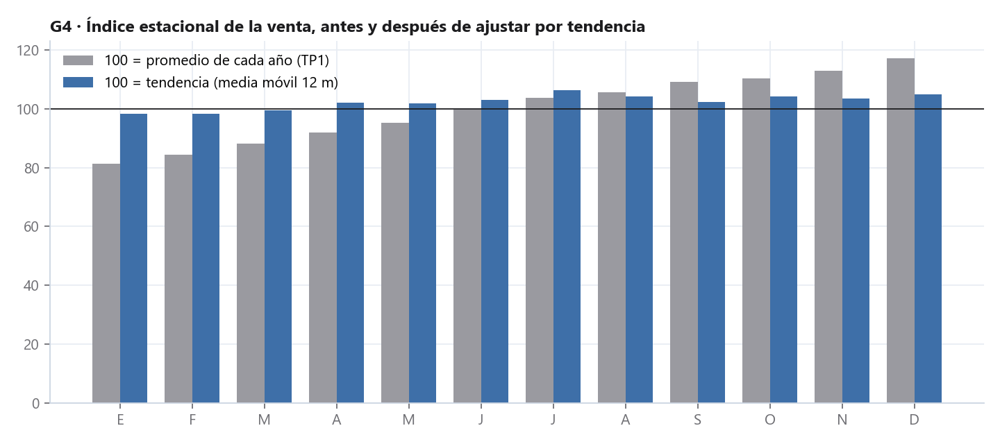 G4 · Índice estacional de la venta, antes y después de ajustar por tendencia
100 = promedio de cada año (TP1)
100 = tendencia (media móvil 12 m)
120
100
80
60
40
20
0
E F M A M J J A S O N D